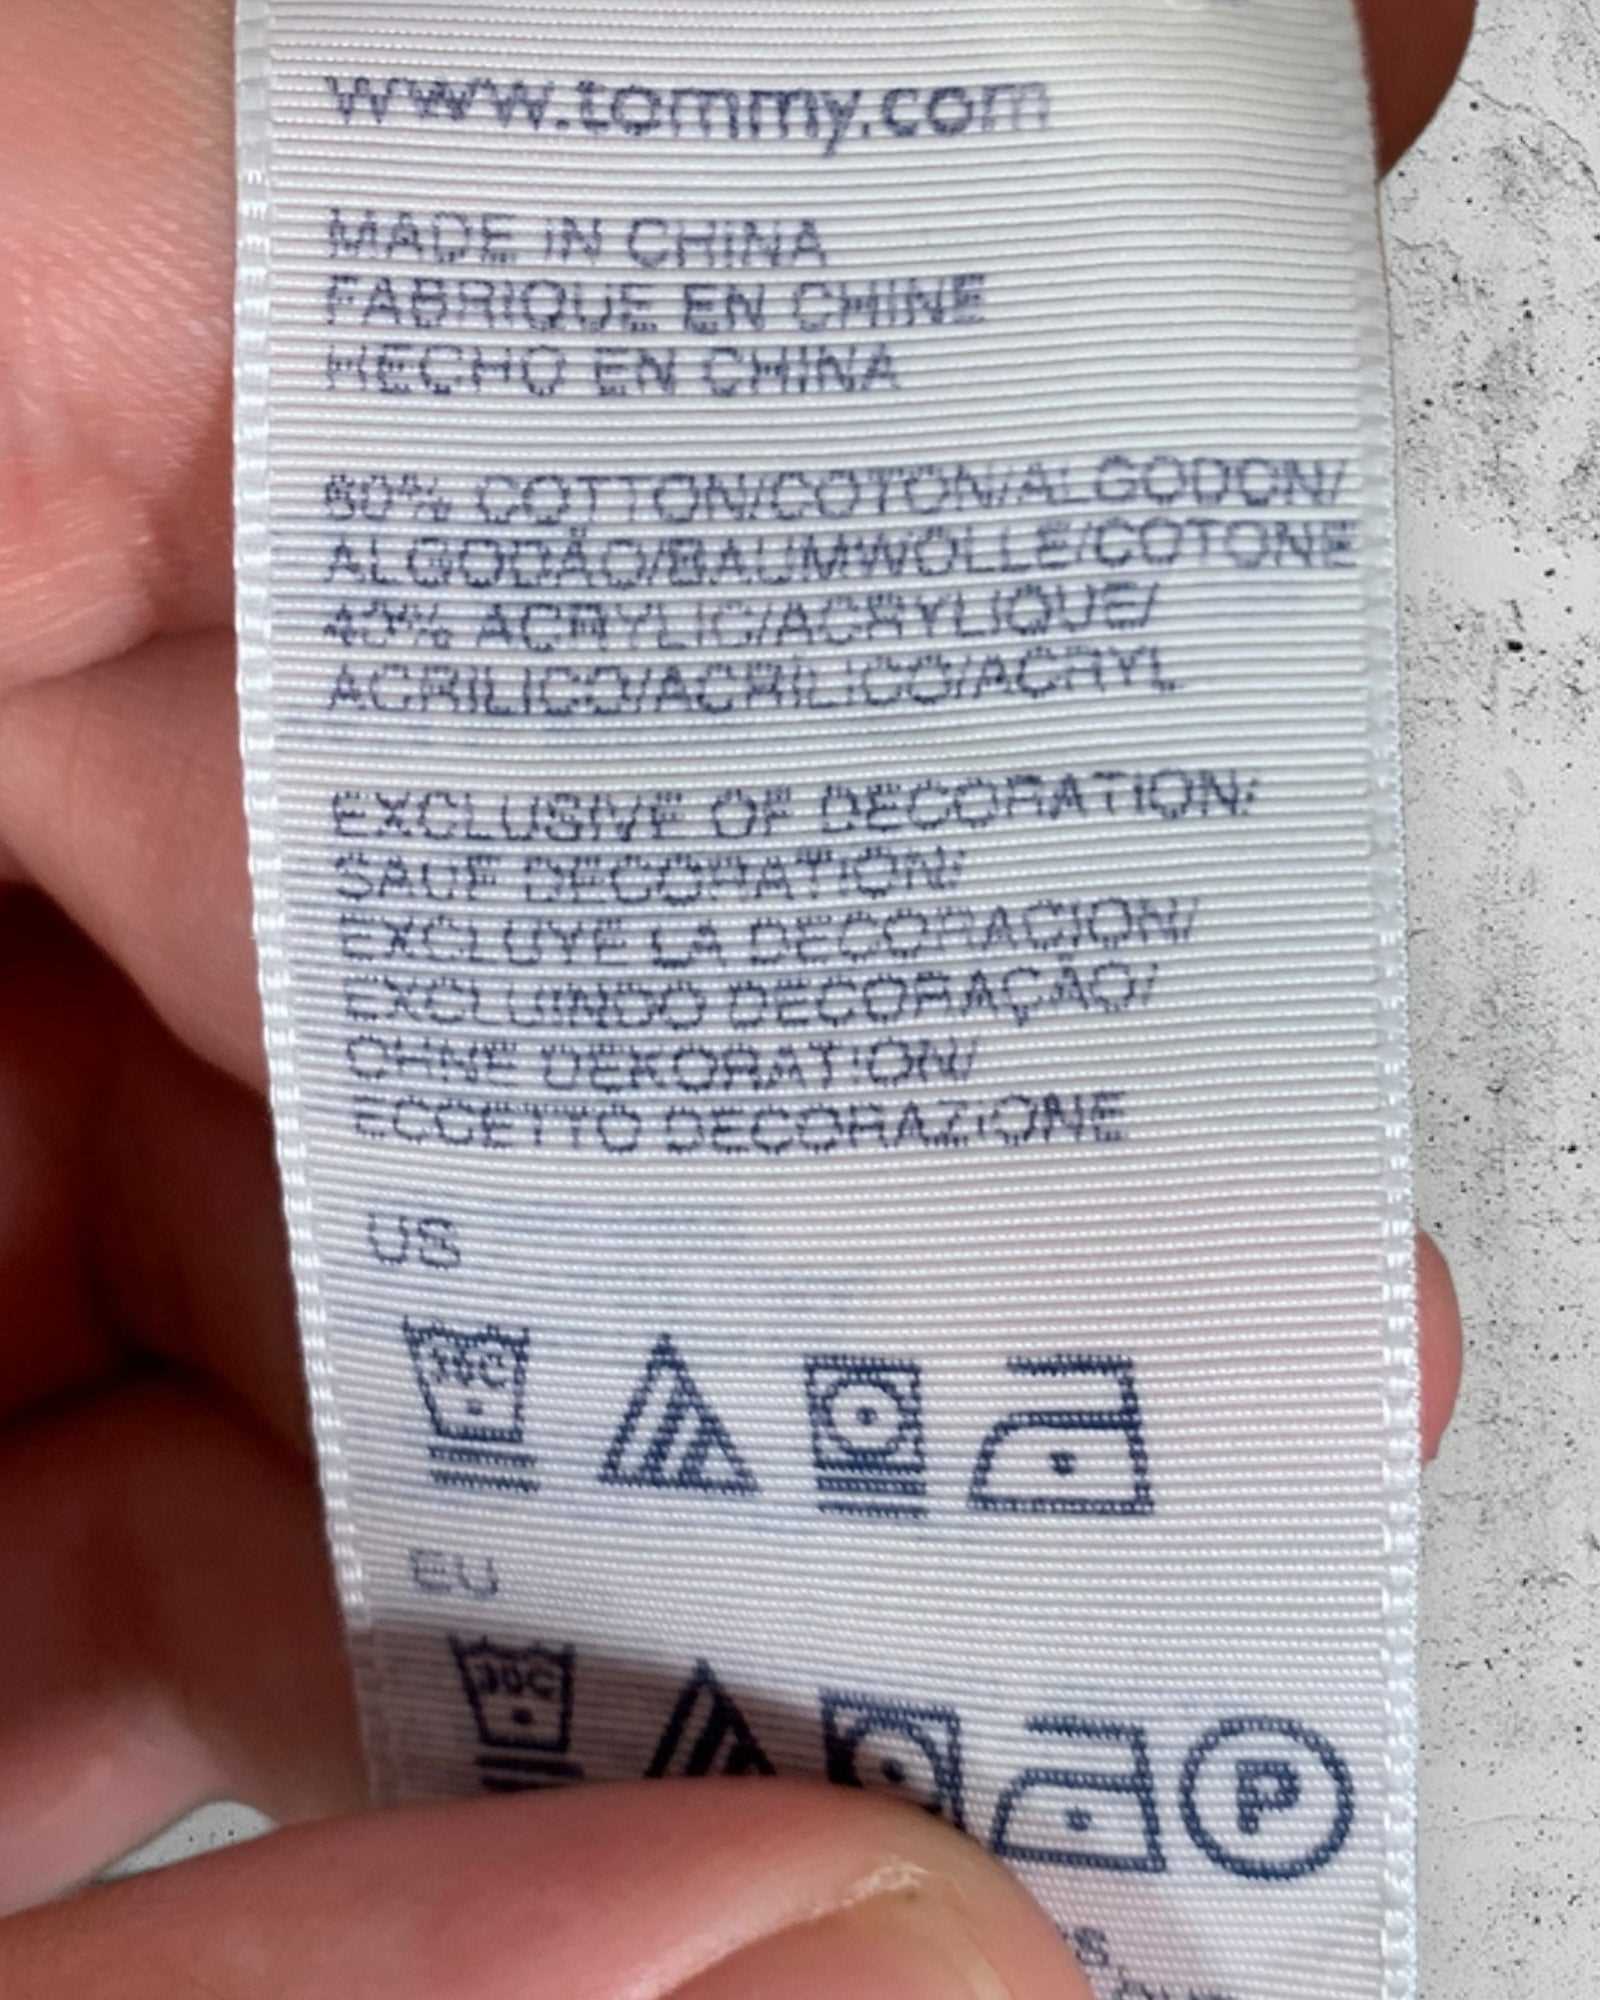 www.tommy.com
MADE IN CHINA
FABRIQUE EN CHINE
HECHO EN CHINA
60% COTTON/COTON/ALGODON/
ALGODÃO/BAUMWOLLE/COTONE
40% ACRYLIC/ACRYLIQUE/
ACRILICO/ACRILICO/ACRYL
EXCLUSIVE OF DECORATION/
SAUF DECORATION/
EXCLUYE LA DECORACION/
EXCLUINDO DECORAÇÃO/
OHNE DEKORATION/
ECCETTO DECORAZIONE
US
30C
EU
30C
P